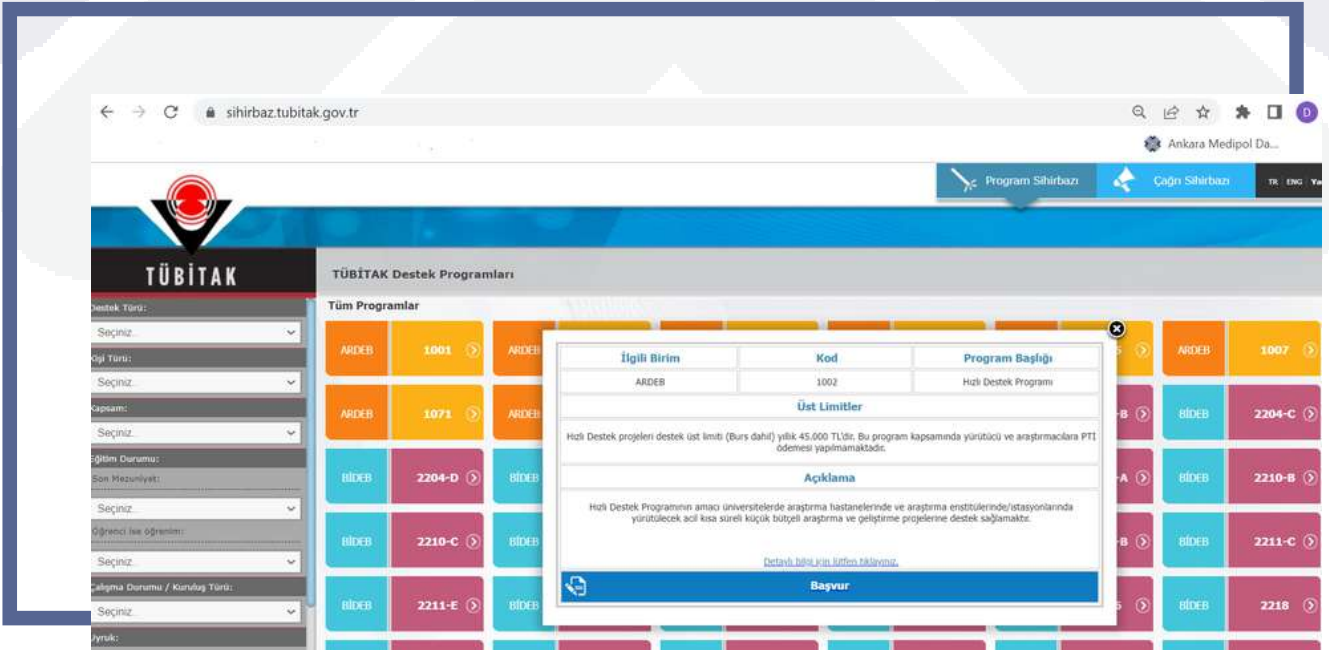 sihirbaz.tubitak.gov.tr
D
Ankara Medipol Da...
Program Sihirbazı
Çağrı Sihirbazı
TR ENG
TÜBİTAK
TÜBİTAK Destek Programları
Destek Türü:
Seçiniz...
Kişi Türü:
Seçiniz...
Kapsam:
Seçiniz...
Eğitim Durumu:
Son Mezuniyet:
Seçiniz...
Öğrenci ise öğrenim:
Seçiniz...
Çalışma Durumu / Kuruluş Türü:
Seçiniz...
Uyruk:
Tüm Programlar
ARDEB 1001
ARDEB
ARDEB 1007
ARDEB 1071
ARDEB
-B
BİDEB 2204-C
BİDEB 2204-D
BİDEB
-A
BİDEB 2210-B
BİDEB 2210-C
BİDEB
-B
BİDEB 2211-C
BİDEB 2211-E
BİDEB
BİDEB 2218
İlgili Birim Kod Program Başlığı
ARDEB 1002 Hızlı Destek Programı
Üst Limitler
Hızlı Destek projeleri destek üst limiti (Burs dahil) yıllık 45.000 TL'dir. Bu program kapsamında yürütücü ve araştırmacılara PTİ
ödemesi yapılmamaktadır.
Açıklama
Hızlı Destek Programının amacı üniversitelerde araştırma hastanelerinde ve araştırma enstitülerinde/istasyonlarında
yürütülecek acil kısa süreli küçük bütçeli araştırma ve geliştirme projelerine destek sağlamaktır.
Detaylı bilgi için lütfen tıklayınız.
Başvur